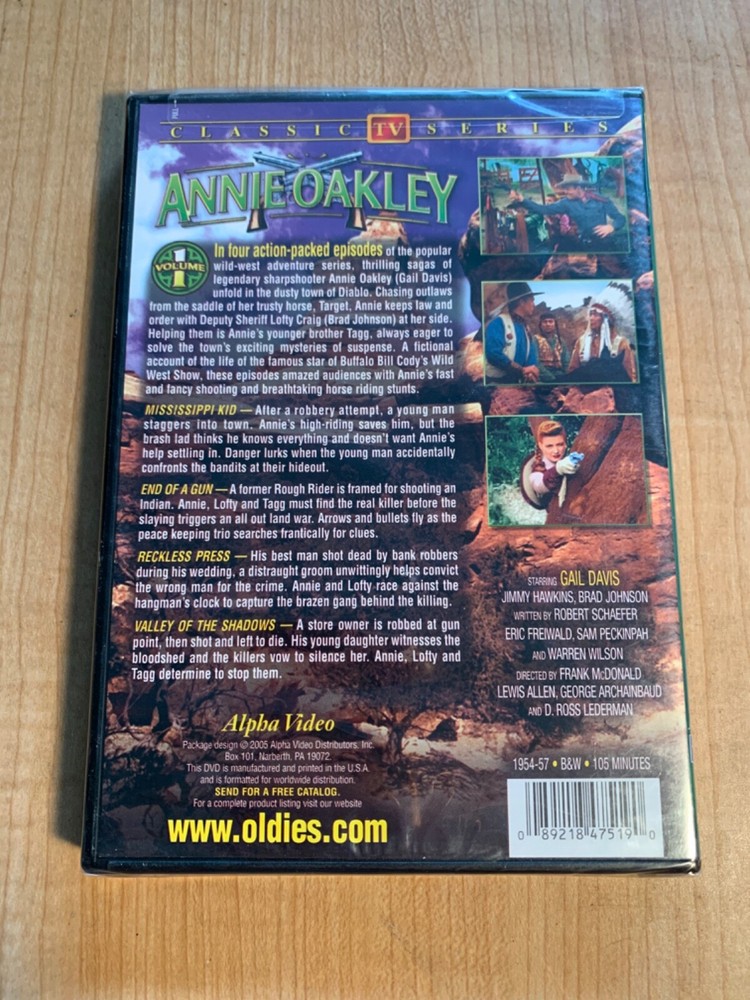 CLASSIC TV SERIES
ANNIE OAKLEY
VOLUME 1
In four action-packed episodes of the popular
wild-west adventure series, thrilling sagas of
legendary sharpshooter Annie Oakley (Gail Davis)
unfold in the dusty town of Diablo. Chasing outlaws
from the saddle of her trusty horse, Target, Annie keeps law and
order with Deputy Sheriff Lofty Craig (Brad Johnson) at her side.
Helping them is Annie's younger brother Tagg, always eager to
solve the town's exciting mysteries of suspense. A fictional
account of the life of the famous star of Buffalo Bill Cody's Wild
West Show, these episodes amazed audiences with Annie's fast
and fancy shooting and breathtaking horse riding stunts.
MISSISSIPPI KID — After a robbery attempt, a young man
staggers into town. Annie's high-riding saves him, but the
brash lad thinks he knows everything and doesn't want Annie's
help settling in. Danger lurks when the young man accidentally
confronts the bandits at their hideout.
END OF A GUN — A former Rough Rider is framed for shooting an
Indian. Annie, Lofty and Tagg must find the real killer before the
slaying triggers an all out land war. Arrows and bullets fly as the
peace keeping trio searches frantically for clues.
RECKLESS PRESS — His best man shot dead by bank robbers
during his wedding, a distraught groom unwittingly helps convict
the wrong man for the crime. Annie and Lofty race against the
hangman's clock to capture the brazen gang behind the killing.
VALLEY OF THE SHADOWS — A store owner is robbed at gun
point, then shot and left to die. His young daughter witnesses the
bloodshed and the killers vow to silence her. Annie, Lofty and
Tagg determine to stop them.
STARRING GAIL DAVIS
JIMMY HAWKINS, BRAD JOHNSON
WRITTEN BY ROBERT SCHAEFER
ERIC FREIWALD, SAM PECKINPAH
AND WARREN WILSON
DIRECTED BY FRANK McDONALD
LEWIS ALLEN, GEORGE ARCHAINBAUD
AND D. ROSS LEDERMAN
Alpha Video
Package design © 2005 Alpha Video Distributors, Inc.
Box 101, Narberth, PA 19072.
This DVD is manufactured and printed in the U.S.A.
and is formatted for worldwide distribution.
SEND FOR A FREE CATALOG.
For a complete product listing visit our website
www.oldies.com
1954-57 • B&W • 105 MINUTES
0 89218 47519 0